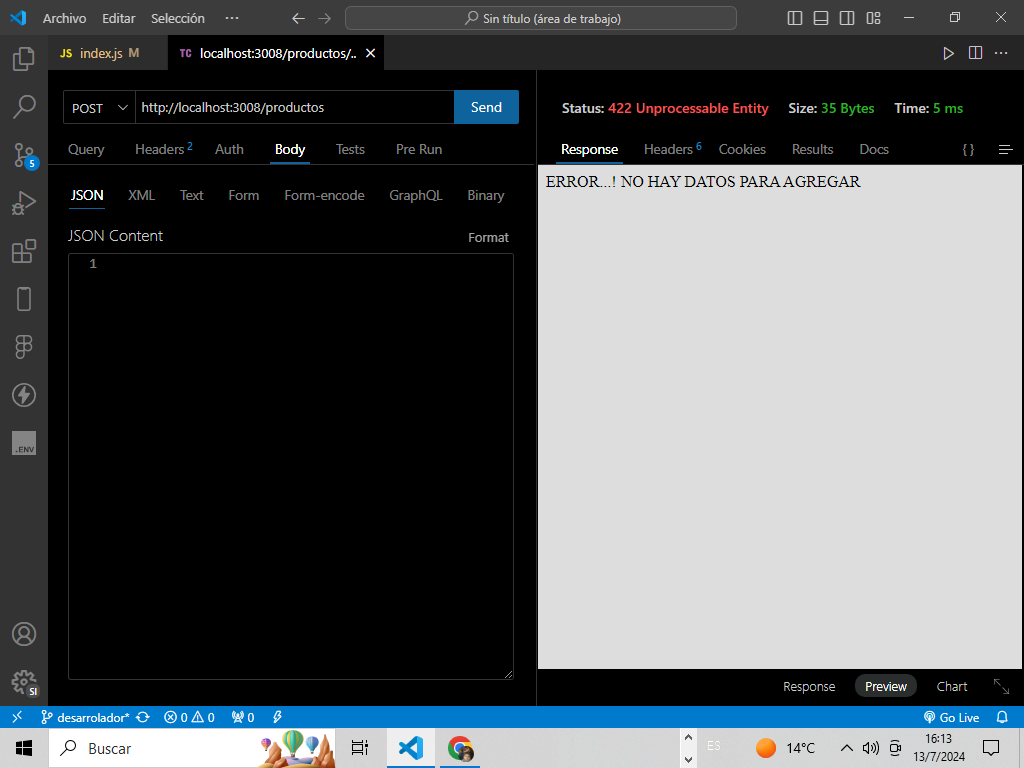 Archivo Editar Selección ··· Sin título (área de trabajo)
JS index.js M TC localhost:3008/productos/..
POST http://localhost:3008/productos Send
Status: 422 Unprocessable Entity Size: 35 Bytes Time: 5 ms
Query Headers 2 Auth Body Tests Pre Run
Response Headers 6 Cookies Results Docs { }
ERROR...! NO HAY DATOS PARA AGREGAR
JSON XML Text Form Form-encode GraphQL Binary
JSON Content Format
1
5
.ENV
SI
Response Preview Chart
desarrolador* 0 0 0 Go Live
Buscar
ES
14°C
16:13
13/7/2024